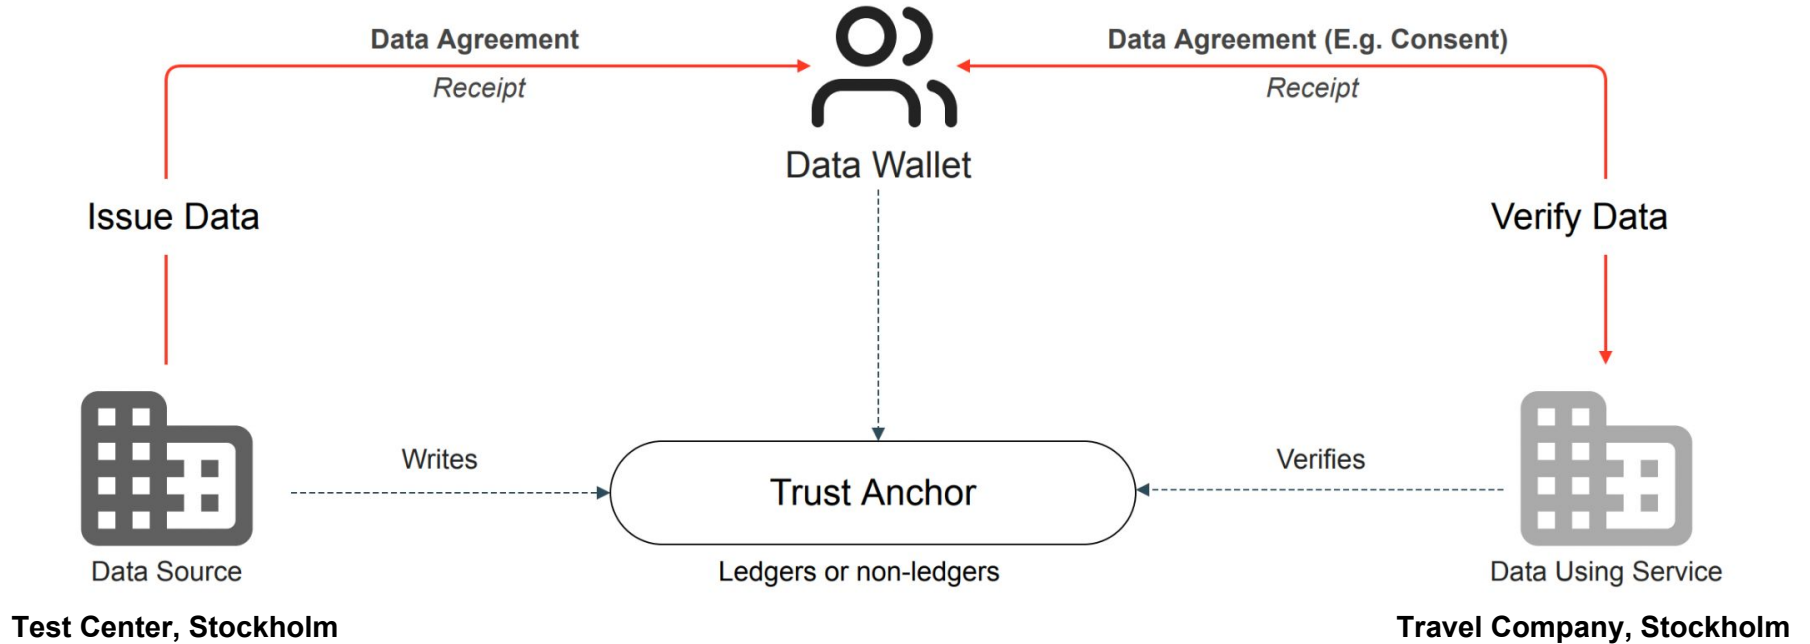 Data Agreement
Receipt
Data Agreement (E.g. Consent)
Receipt
Data Wallet
Issue Data
Verify Data
Writes
Trust Anchor
Verifies
Data Source
Ledgers or non-ledgers
Data Using Service
Test Center, Stockholm
Travel Company, Stockholm